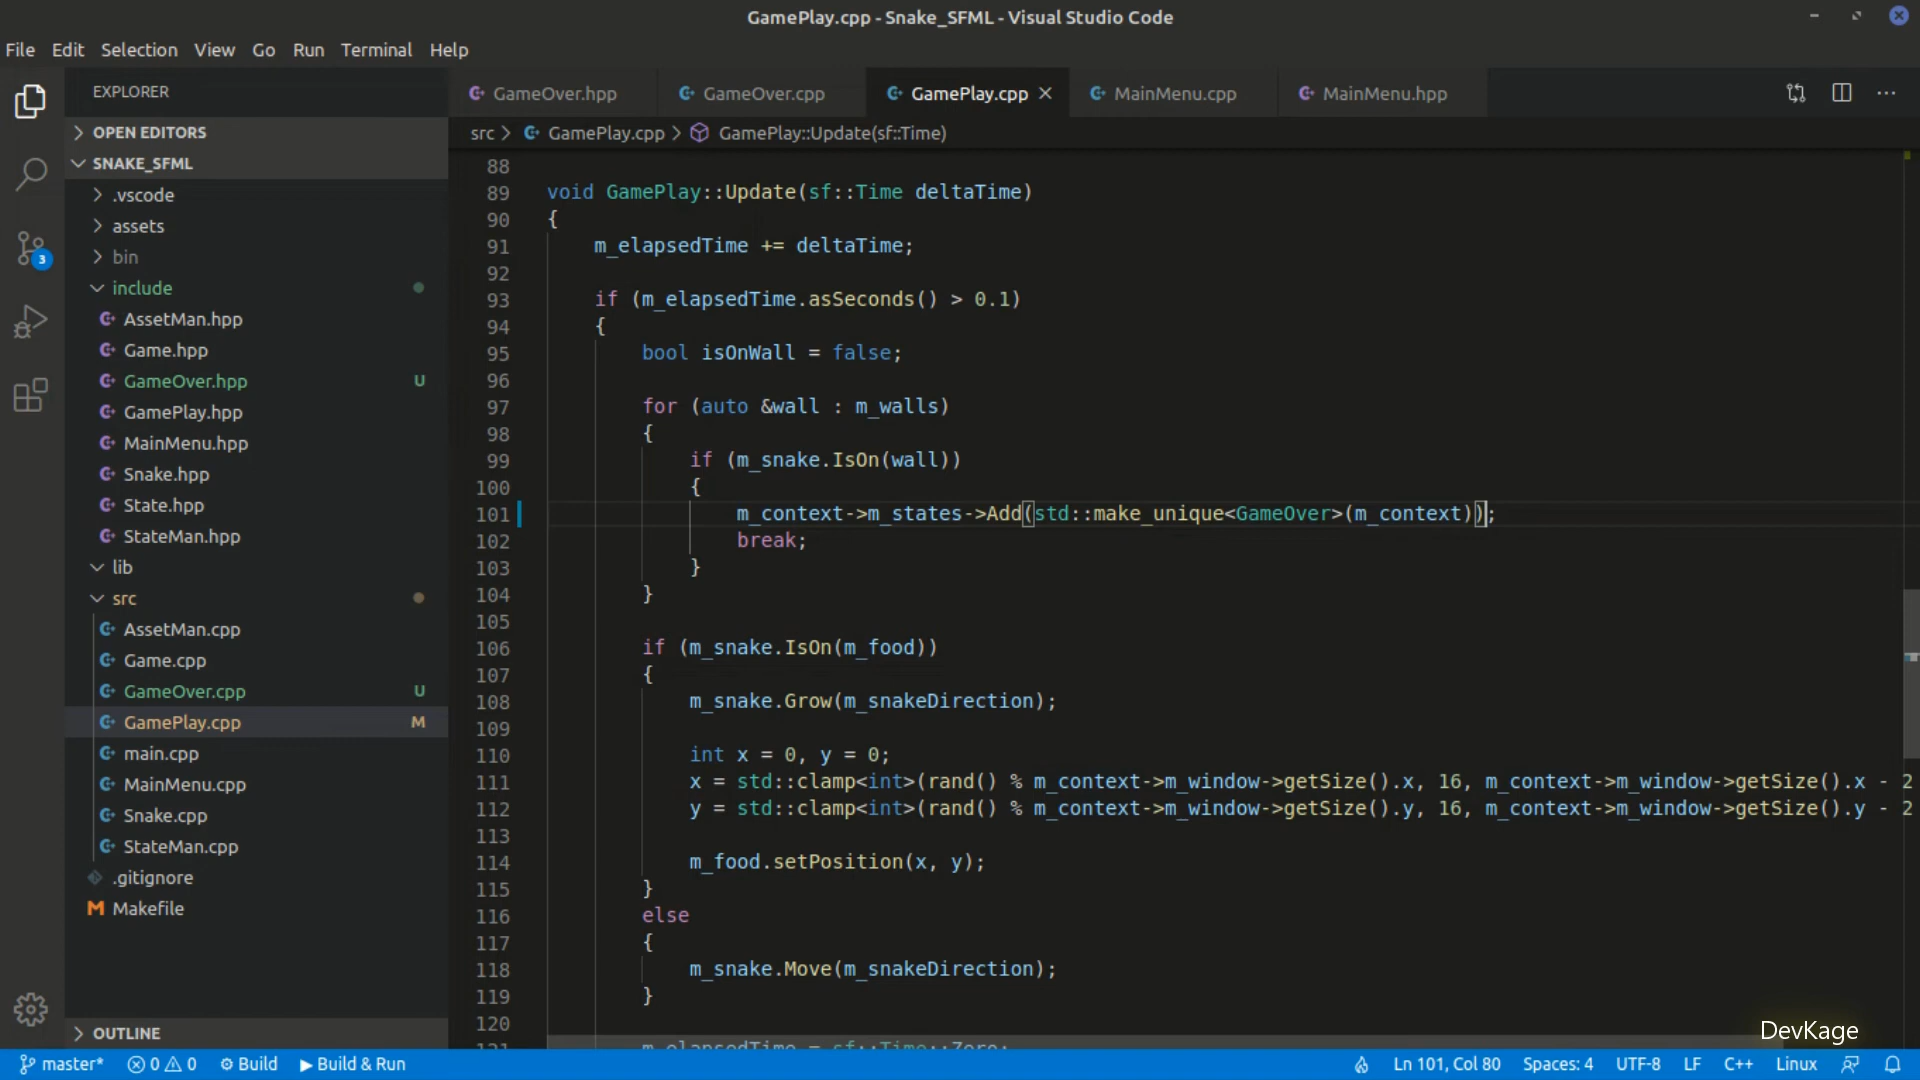 GamePlay.cpp - Snake_SFML - Visual Studio Code
File Edit Selection View Go Run Terminal Help
EXPLORER
OPEN EDITORS
SNAKE_SFML
.vscode
assets
bin
include
AssetMan.hpp
Game.hpp
GameOver.hpp U
GamePlay.hpp
MainMenu.hpp
Snake.hpp
State.hpp
StateMan.hpp
lib
src
AssetMan.cpp
Game.cpp
GameOver.cpp U
GamePlay.cpp M
main.cpp
MainMenu.cpp
Snake.cpp
StateMan.cpp
.gitignore
Makefile
OUTLINE
3
GameOver.hpp GameOver.cpp GamePlay.cpp MainMenu.cpp MainMenu.hpp
src > GamePlay.cpp > GamePlay::Update(sf::Time)
88
89 void GamePlay::Update(sf::Time deltaTime)
90 {
91 m_elapsedTime += deltaTime;
92
93 if (m_elapsedTime.asSeconds() > 0.1)
94 {
95 bool isOnWall = false;
96
97 for (auto &wall : m_walls)
98 {
99 if (m_snake.IsOn(wall))
100 {
101 m_context->m_states->Add(std::make_unique<GameOver>(m_context));
102 break;
103 }
104 }
105
106 if (m_snake.IsOn(m_food))
107 {
108 m_snake.Grow(m_snakeDirection);
109
110 int x = 0, y = 0;
111 x = std::clamp<int>(rand() % m_context->m_window->getSize().x, 16, m_context->m_window->getSize().x - 2
112 y = std::clamp<int>(rand() % m_context->m_window->getSize().y, 16, m_context->m_window->getSize().y - 2
113
114 m_food.setPosition(x, y);
115 }
116 else
117 {
118 m_snake.Move(m_snakeDirection);
119 }
120
121 m_elapsedTime = sf::Time::Zero;
DevKage
master* 0 0 Build Build & Run Ln 101, Col 80 Spaces: 4 UTF-8 LF C++ Linux